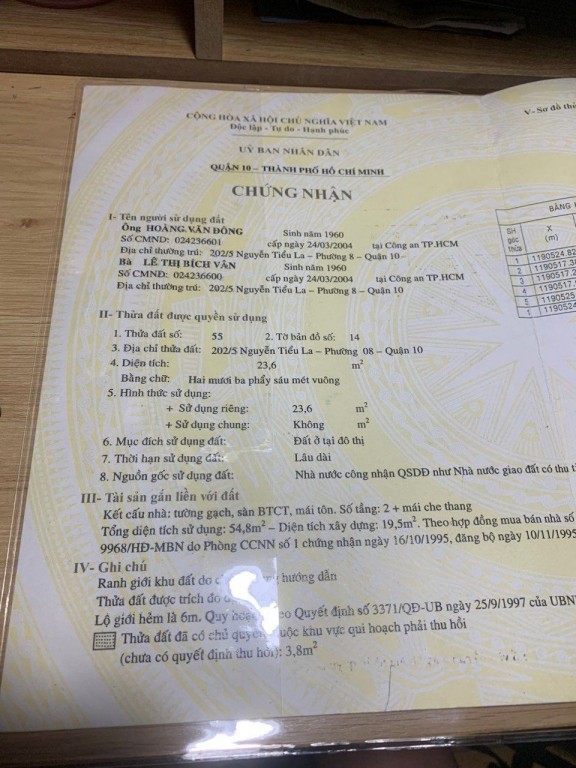 CỘNG HÒA XÃ HỘI CHỦ NGHĨA VIỆT NAM
Độc lập - Tự do - Hạnh phúc
UỶ BAN NHÂN DÂN
QUẬN 10 – THÀNH PHỐ HỒ CHÍ MINH
CHỨNG NHẬN
I- Tên người sử dụng đất
Ông HOÀNG VĂN ĐÔNG Sinh năm 1960
Số CMND: 024236601 cấp ngày 24/03/2004 tại Công an TP.HCM
Địa chỉ thường trú: 202/5 Nguyễn Tiểu La – Phường 8 – Quận 10
Bà LÊ THỊ BÍCH VÂN Sinh năm 1960
Số CMND: 024236600 cấp ngày 24/03/2004 tại Công an TP.HCM
Địa chỉ thường trú: 202/5 Nguyễn Tiểu La – Phường 8 – Quận 10
II- Thửa đất được quyền sử dụng
1. Thửa đất số: 55 2. Tờ bản đồ số: 14
3. Địa chỉ thửa đất: 202/5 Nguyễn Tiểu La – Phường 08 – Quận 10
4. Diện tích: 23,6 m²
Bằng chữ: Hai mươi ba phẩy sáu mét vuông
5. Hình thức sử dụng:
+ Sử dụng riêng: 23,6 m²
+ Sử dụng chung: Không m²
6. Mục đích sử dụng đất: Đất ở tại đô thị
7. Thời hạn sử dụng đất: Lâu dài
8. Nguồn gốc sử dụng đất: Nhà nước công nhận QSDĐ như Nhà nước giao đất có thu
III- Tài sản gắn liền với đất
Kết cấu nhà: tường gạch, sàn BTCT, mái tôn. Số tầng: 2 + mái che thang
Tổng diện tích sử dụng: 54,8m² – Diện tích xây dựng: 19,5m². Theo hợp đồng mua bán nhà số
9968/HĐ-MBN do Phòng CCNN số 1 chứng nhận ngày 16/10/1995, đăng bộ ngày 10/11/1995
IV- Ghi chú
Ranh giới khu đất do hướng dẫn
Thửa đất được trích đo
Lộ giới hẻm là 6m. Quy Quyết định số 3371/QĐ-UB ngày 25/9/1997 của
Thửa đất đã có chủ quyền khu vực qui hoạch phải thu hồi
(chưa có quyết định thu hồi): 3,8m²
V- Sơ đồ
BẢNG
Số
góc
thửa
X
(m)
1 1190524.82
2 1190517.
3 1190517.2
4 1190517.
5 1190525.
1 1190524